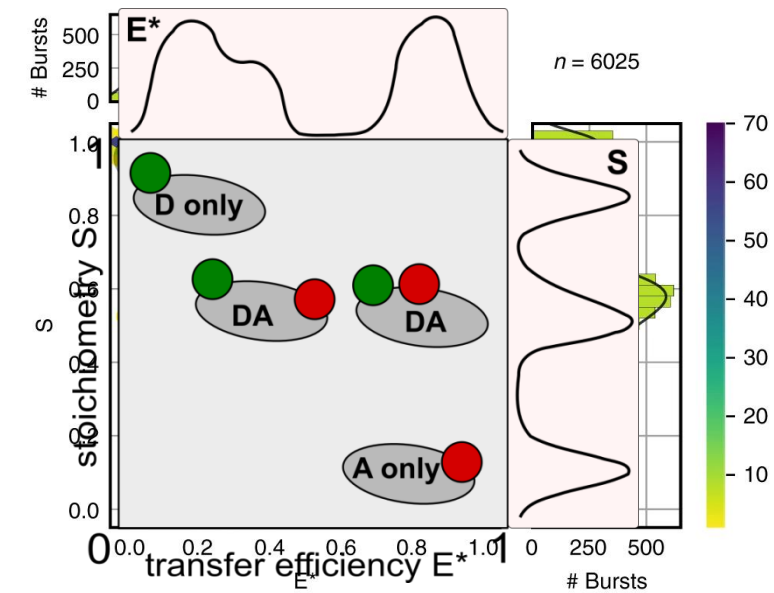 E*
# Bursts
500
250
0
n = 6025
1.0
1
0.8
0.6
0.4
0.2
0.0
S
stoichiometry S
D only
DA
DA
A only
S
70
60
50
40
30
20
10
0
0.0
0.2
0.4
0.6
0.8
1.0
1
transfer efficiency E*
E*
0
250
500
# Bursts